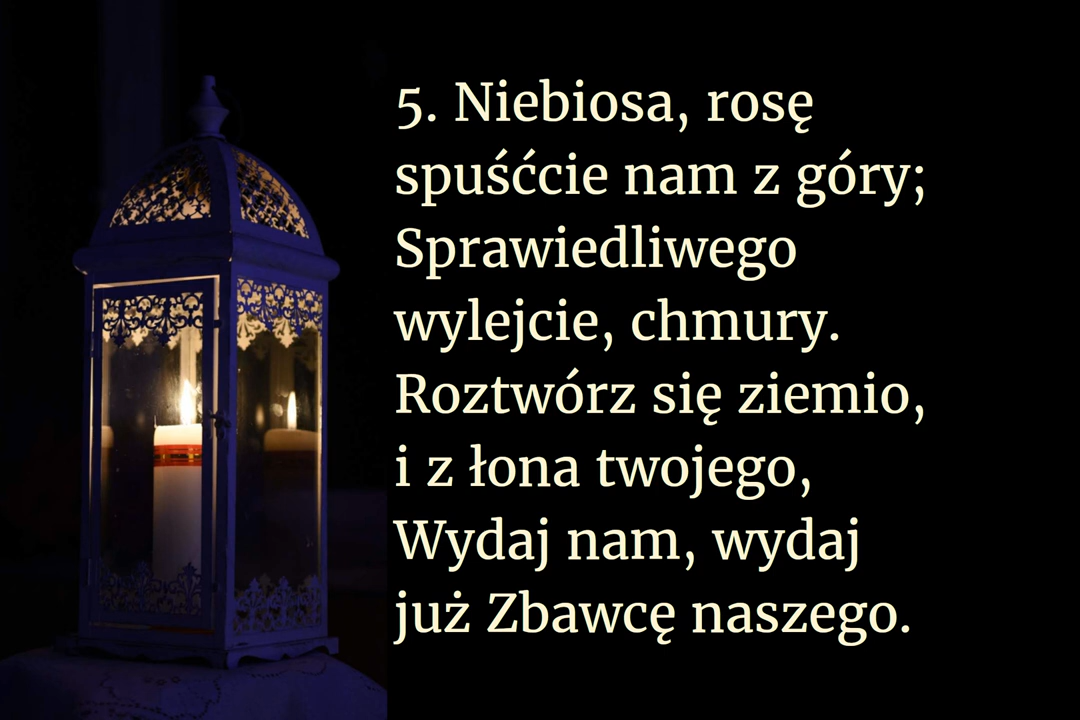 5. Niebiosa, rosę
spuśćcie nam z góry;
Sprawiedliwego
wylejcie, chmury.
Roztwórz się ziemio,
i z łona twojego,
Wydaj nam, wydaj
już Zbawcę naszego.